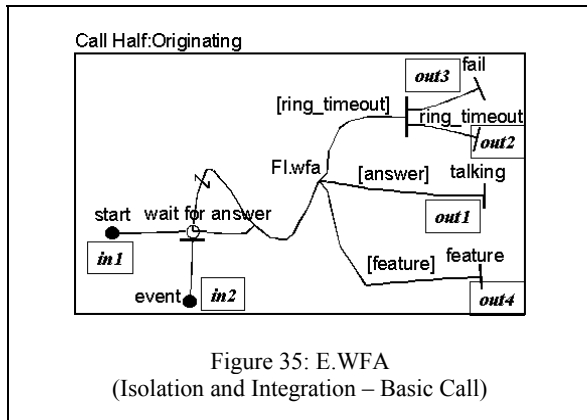 Call Half:Originating
out3
fail
[ring_timeout]
ring_timeout
out2
FI.wfa
[answer]
talking
out1
start
wait for answer
in1
[feature]
feature
out4
event
in2
Figure 35: E.WFA
(Isolation and Integration – Basic Call)